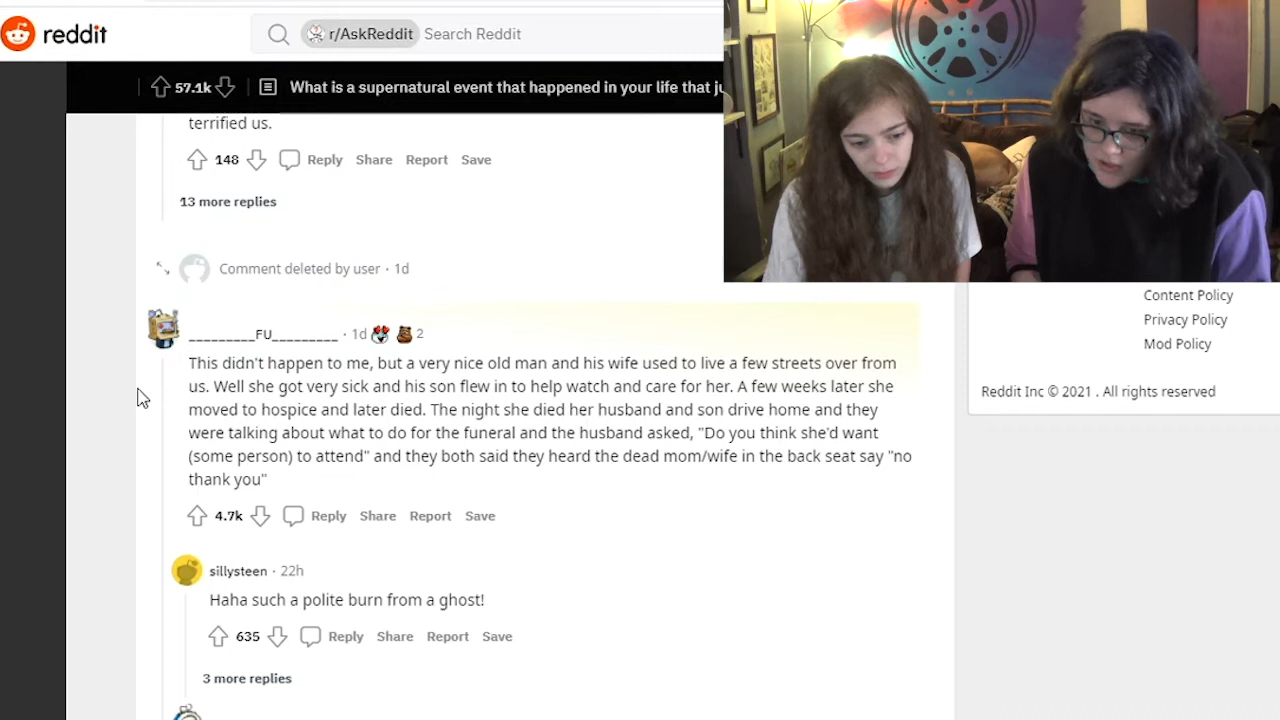 reddit
r/AskReddit Search Reddit
57.1k What is a supernatural event that happened in your life that ju
terrified us.
148 Reply Share Report Save
13 more replies
Comment deleted by user · 1d
_________FU_________ · 1d 2
This didn't happen to me, but a very nice old man and his wife used to live a few streets over from
us. Well she got very sick and his son flew in to help watch and care for her. A few weeks later she
moved to hospice and later died. The night she died her husband and son drive home and they
were talking about what to do for the funeral and the husband asked, "Do you think she'd want
(some person) to attend" and they both said they heard the dead mom/wife in the back seat say "no
thank you"
4.7k Reply Share Report Save
sillysteen · 22h
Haha such a polite burn from a ghost!
635 Reply Share Report Save
3 more replies
Content Policy
Privacy Policy
Mod Policy
Reddit Inc © 2021 . All rights reserved